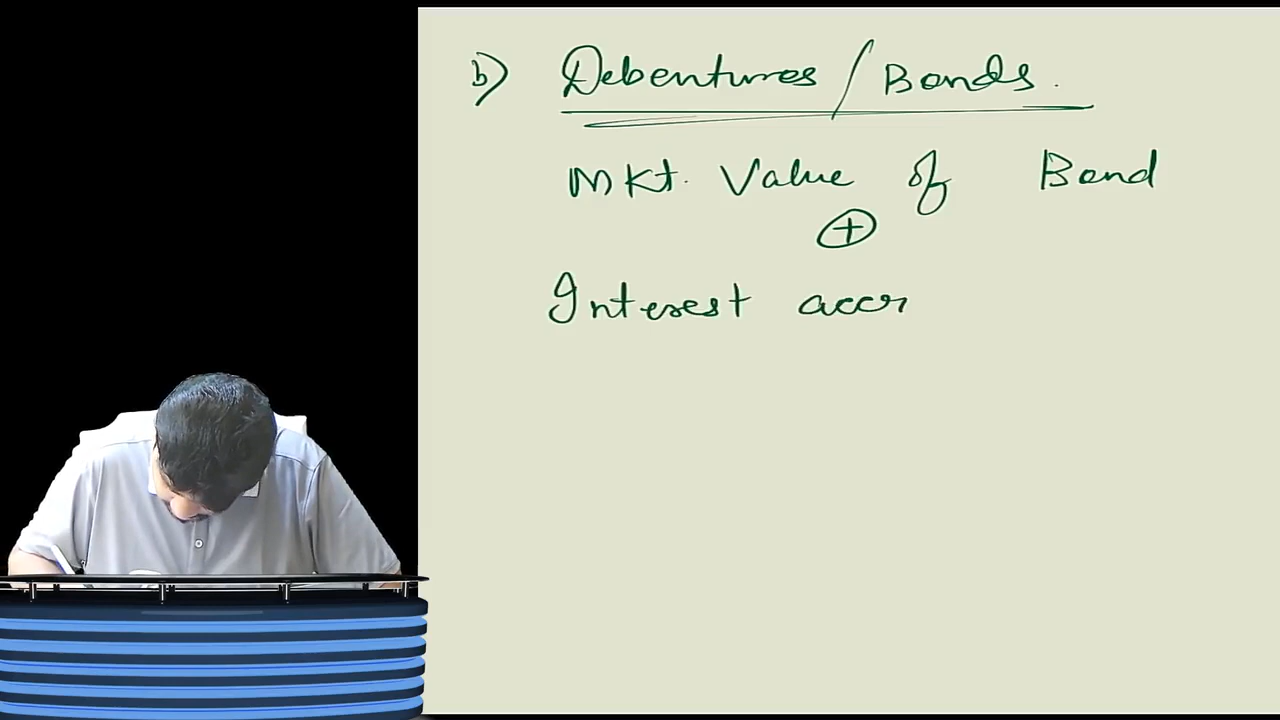 b) Debentures / Bonds.
Mkt. Value of Bond
+
Interest accr